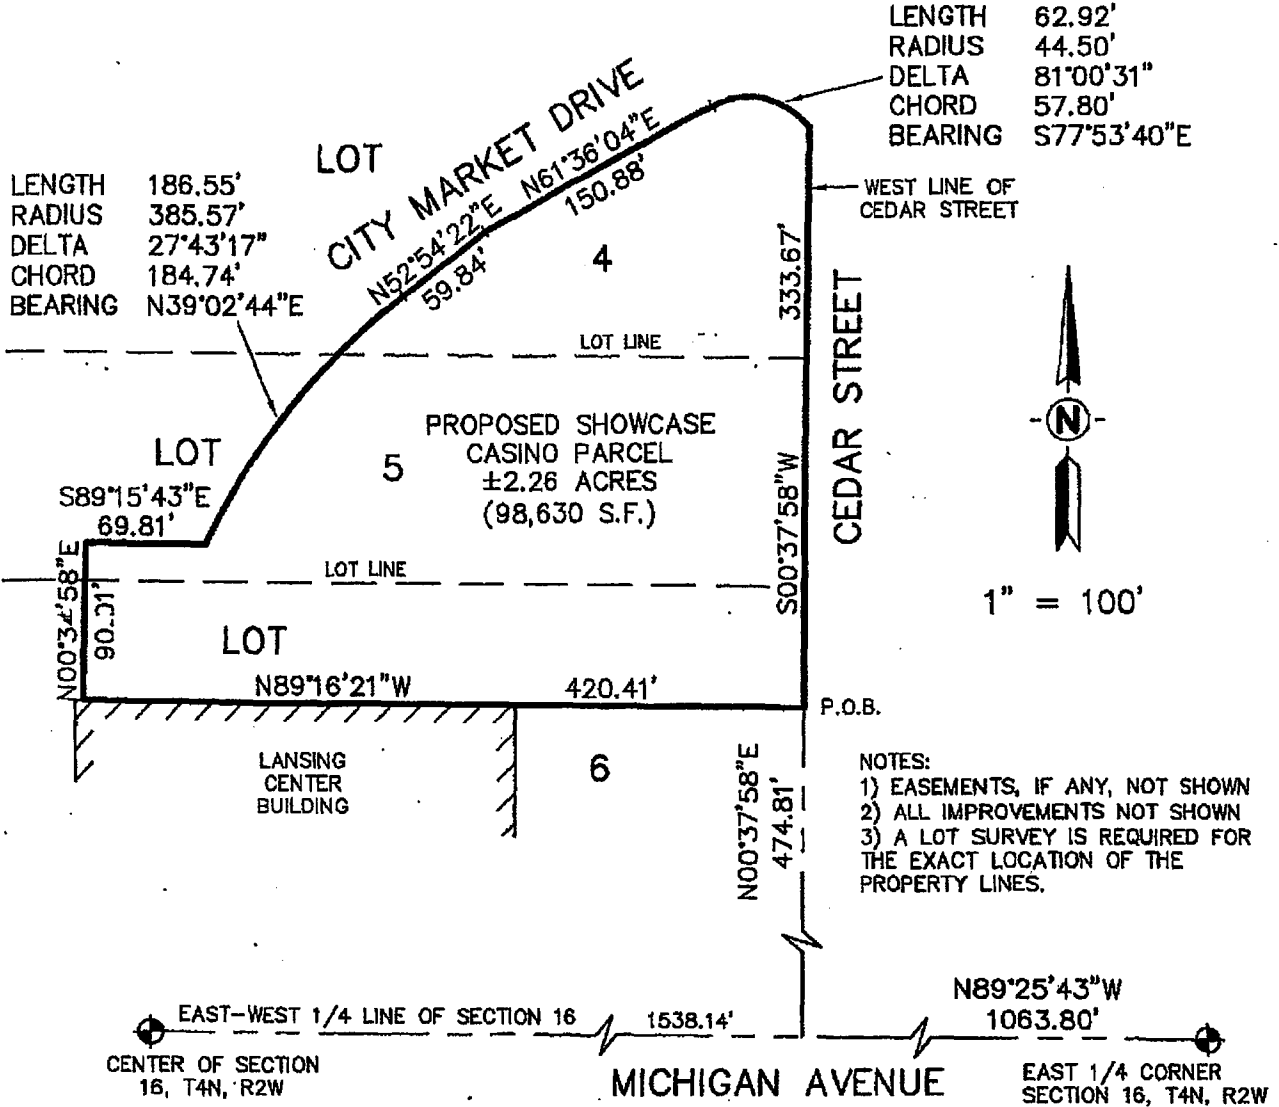 LENGTH 62.92'
RADIUS 44.50'
DELTA 81°00'31"
CHORD 57.80'
BEARING S77°53'40"E
LOT
CITY MARKET DRIVE
N61°36'04"E
150.88'
N52°54'22"E
59.84'
LENGTH 186.55'
RADIUS 385.57'
DELTA 27°43'17"
CHORD 184.74'
BEARING N39°02'44"E
WEST LINE OF
CEDAR STREET
4
333.67'
CEDAR STREET
LOT LINE
N
PROPOSED SHOWCASE
CASINO PARCEL
±2.26 ACRES
(98,630 S.F.)
LOT
5
S89°15'43"E
69.81'
S00°37'58"W
LOT LINE
1" = 100'
N00°34'58"E
90.01'
LOT
N89°16'21"W 420.41'
P.O.B.
LANSING
CENTER
BUILDING
6
N00°37'58"E
474.81'
NOTES:
1) EASEMENTS, IF ANY, NOT SHOWN
2) ALL IMPROVEMENTS NOT SHOWN
3) A LOT SURVEY IS REQUIRED FOR
THE EXACT LOCATION OF THE
PROPERTY LINES.
N89°25'43"W
1063.80'
EAST-WEST 1/4 LINE OF SECTION 16
1538.14'
CENTER OF SECTION
16, T4N, R2W
MICHIGAN AVENUE
EAST 1/4 CORNER
SECTION 16, T4N, R2W